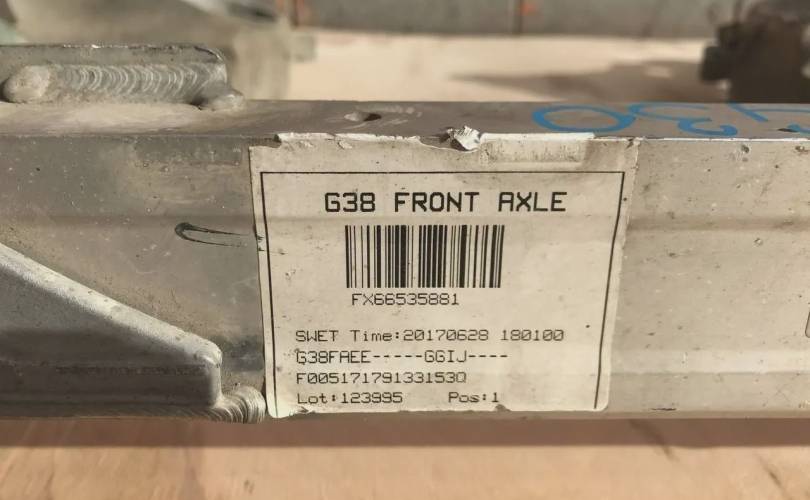 G38 FRONT AXLE
FX66535881
SWET Time:20170628 180100
G38FAEE-----GGIJ----
F005171791331530
Lot:123995 Pos:1